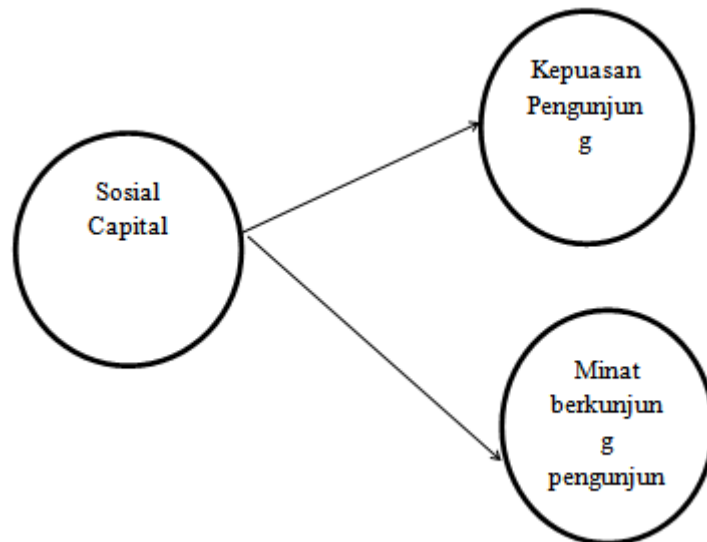 Sosial
Capital
Kepuasan
Pengunjun
g
Minat
berkunjun
g
pengunjun